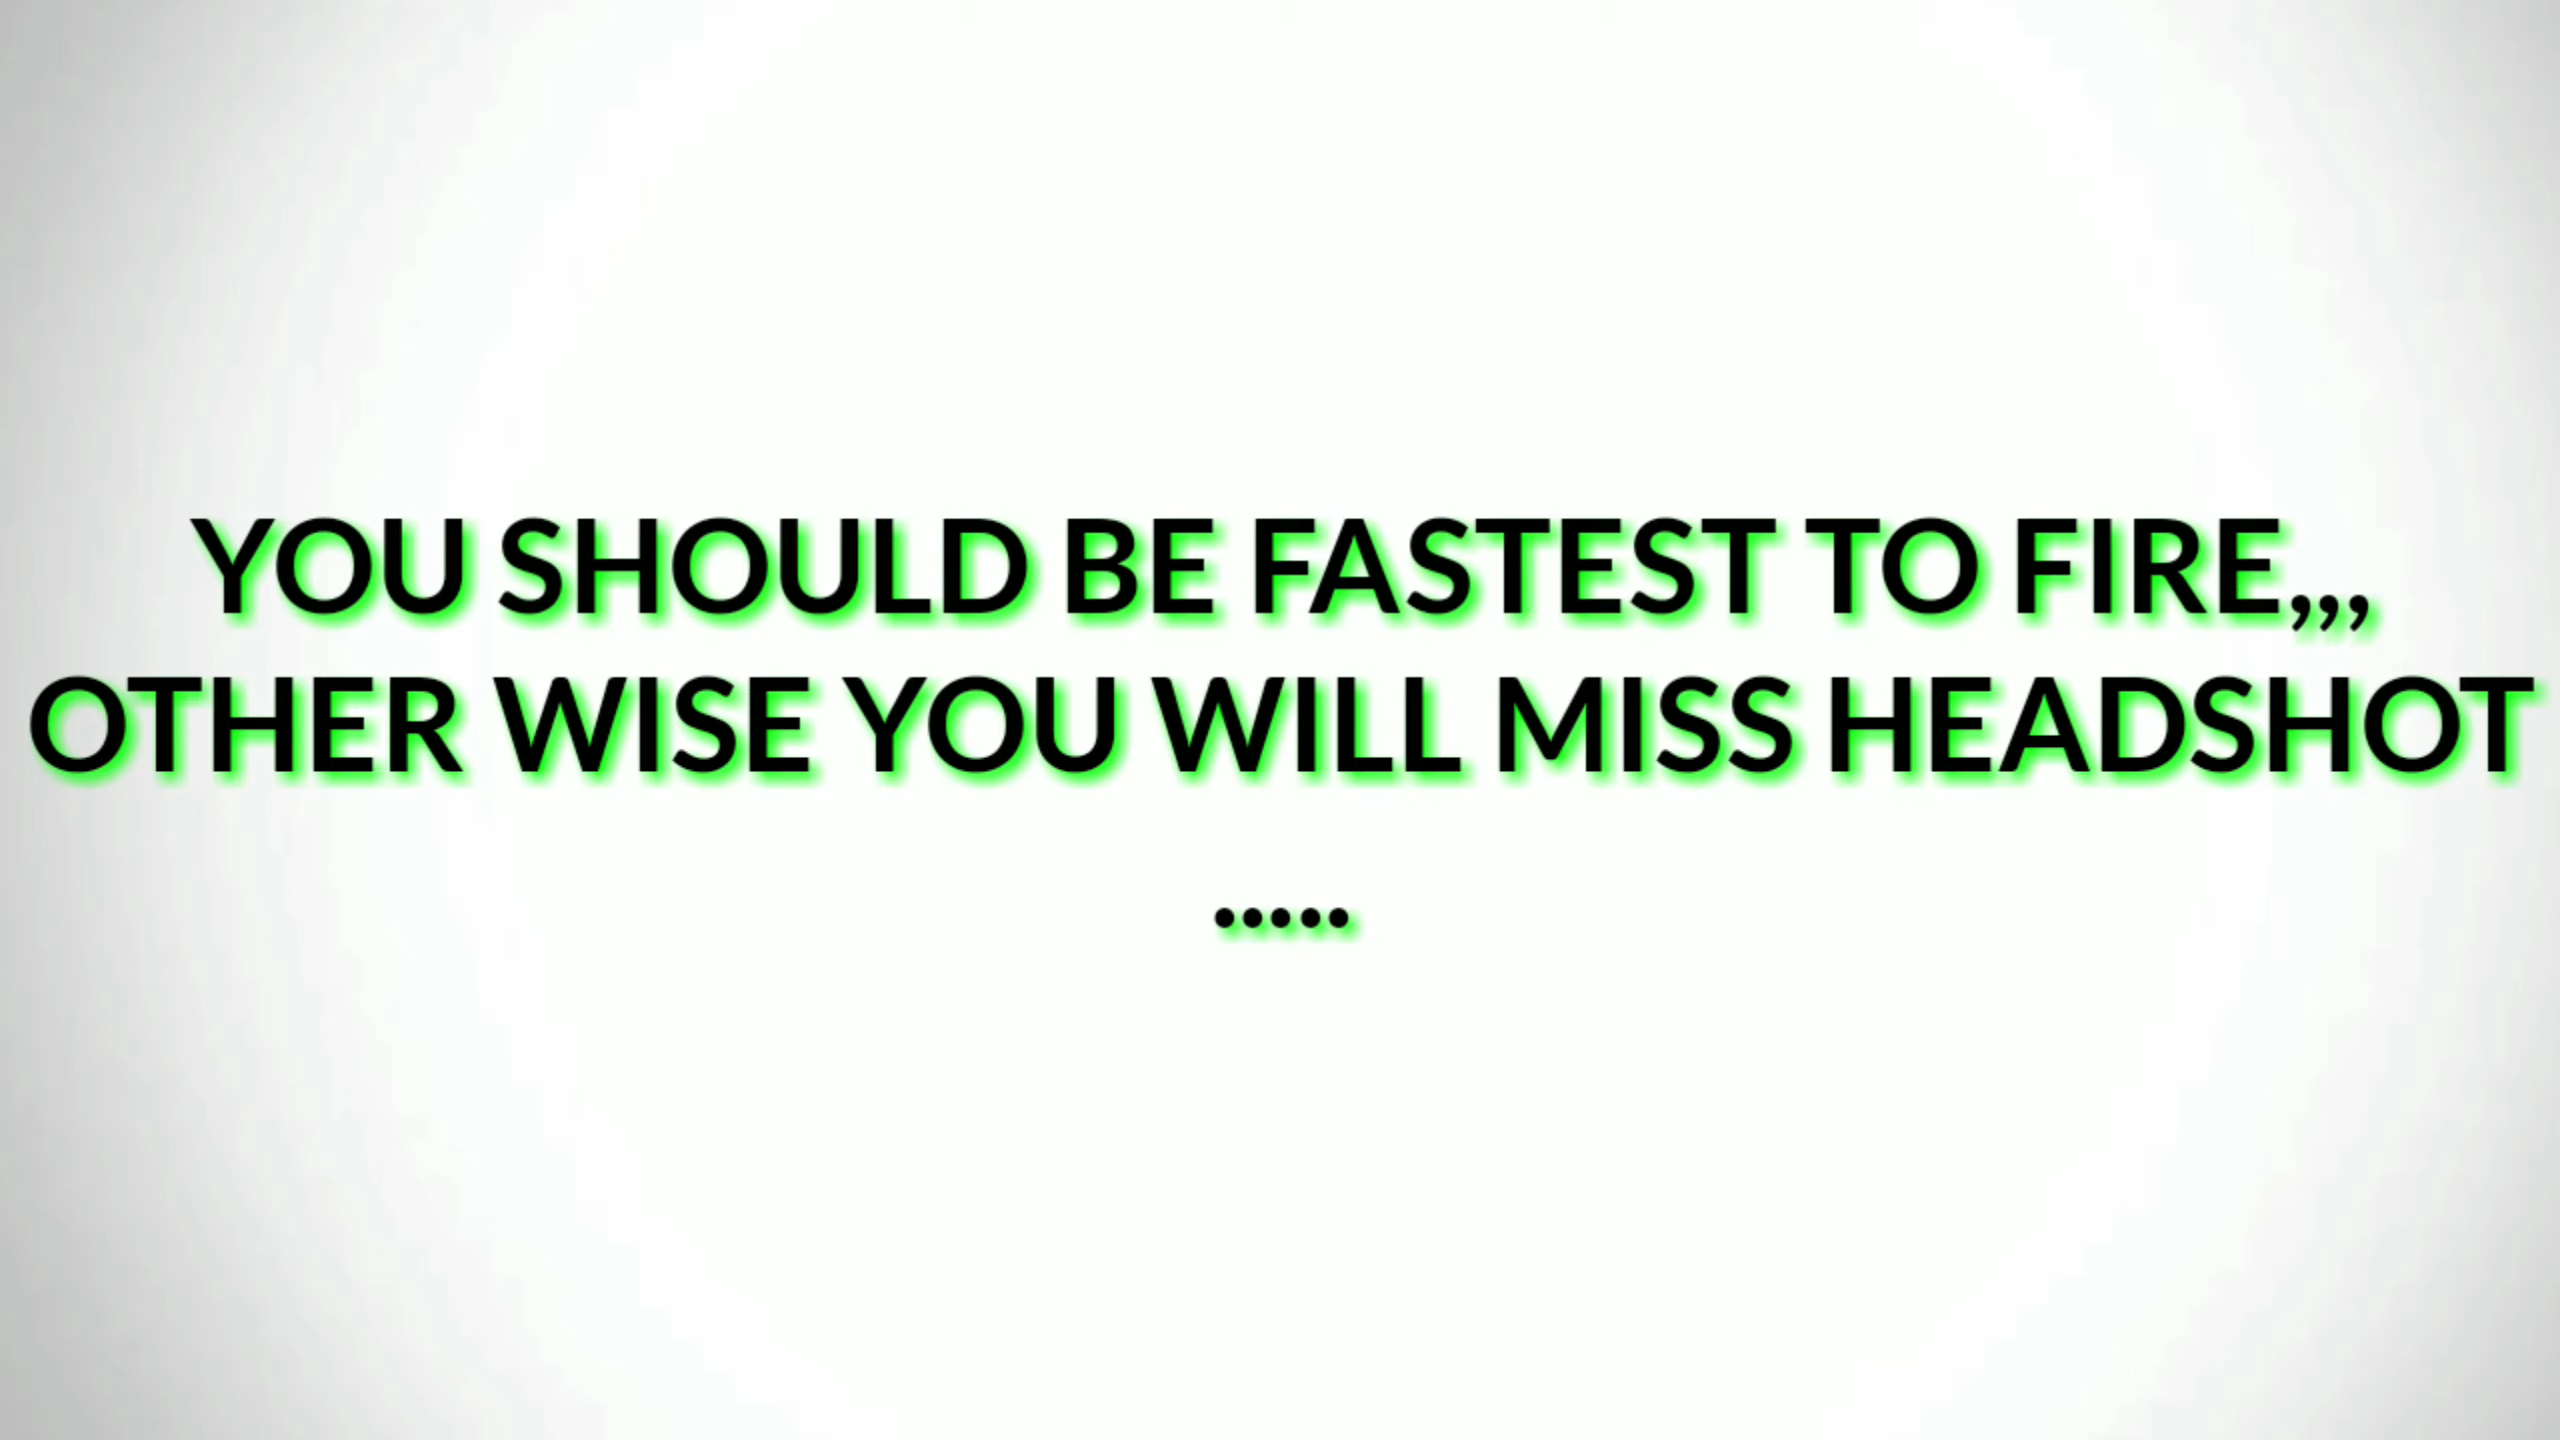 YOU SHOULD BE FASTEST TO FIRE,,,
OTHER WISE YOU WILL MISS HEADSHOT
.....